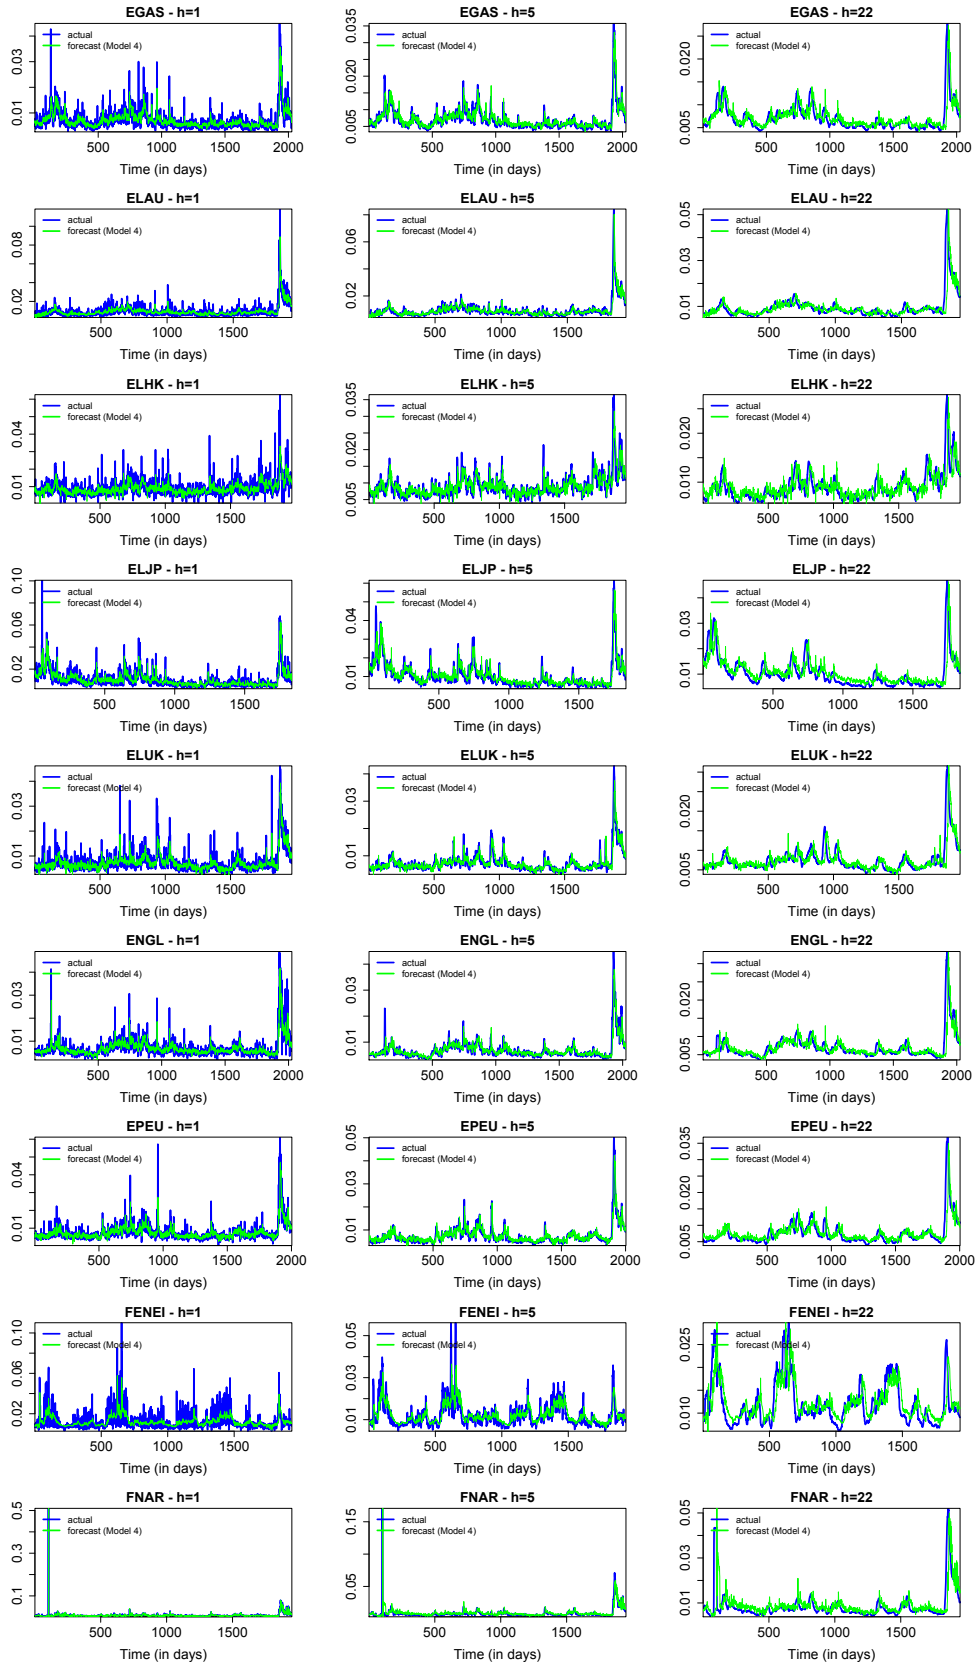 EGAS - h=1
actual
forecast (Model 4)
0.01 0.03
500 1000 1500 2000
Time (in days)
EGAS - h=5
actual
forecast (Model 4)
0.005 0.020 0.035
500 1000 1500 2000
Time (in days)
EGAS - h=22
actual
forecast (Model 4)
0.005 0.020
500 1000 1500 2000
Time (in days)
ELAU - h=1
actual
forecast (Model 4)
0.02 0.08
500 1000 1500
Time (in days)
ELAU - h=5
actual
forecast (Model 4)
0.02 0.06
500 1000 1500
Time (in days)
ELAU - h=22
actual
forecast (Model 4)
0.01 0.03 0.05
500 1000 1500
Time (in days)
ELHK - h=1
actual
forecast (Model 4)
0.01 0.04
500 1000 1500
Time (in days)
ELHK - h=5
actual
forecast (Model 4)
0.005 0.020 0.035
500 1000 1500
Time (in days)
ELHK - h=22
actual
forecast (Model 4)
0.010 0.020
500 1000 1500
Time (in days)
ELJP - h=1
actual
forecast (Model 4)
0.02 0.06 0.10
500 1000 1500
Time (in days)
ELJP - h=5
actual
forecast (Model 4)
0.01 0.04
500 1000 1500
Time (in days)
ELJP - h=22
actual
forecast (Model 4)
0.01 0.03
500 1000 1500
Time (in days)
ELUK - h=1
actual
forecast (Model 4)
0.01 0.03
500 1000 1500
Time (in days)
ELUK - h=5
actual
forecast (Model 4)
0.01 0.03
500 1000 1500
Time (in days)
ELUK - h=22
actual
forecast (Model 4)
0.005 0.020
500 1000 1500
Time (in days)
ENGL - h=1
actual
forecast (Model 4)
0.01 0.03
500 1000 1500 2000
Time (in days)
ENGL - h=5
actual
forecast (Model 4)
0.01 0.03
500 1000 1500 2000
Time (in days)
ENGL - h=22
actual
forecast (Model 4)
0.005 0.020
500 1000 1500 2000
Time (in days)
EPEU - h=1
actual
forecast (Model 4)
0.01 0.04
500 1000 1500 2000
Time (in days)
EPEU - h=5
actual
forecast (Model 4)
0.01 0.03 0.05
500 1000 1500 2000
Time (in days)
EPEU - h=22
actual
forecast (Model 4)
0.005 0.020 0.035
500 1000 1500 2000
Time (in days)
FENEI - h=1
actual
forecast (Model 4)
0.02 0.06 0.10
500 1000 1500
Time (in days)
FENEI - h=5
actual
forecast (Model 4)
0.01 0.03 0.05
500 1000 1500
Time (in days)
FENEI - h=22
actual
forecast (Model 4)
0.010 0.025
500 1000 1500
Time (in days)
FNAR - h=1
actual
forecast (Model 4)
0.1 0.3 0.5
500 1000 1500
Time (in days)
FNAR - h=5
actual
forecast (Model 4)
0.05 0.15
500 1000 1500
Time (in days)
FNAR - h=22
actual
forecast (Model 4)
0.01 0.03 0.05
500 1000 1500
Time (in days)